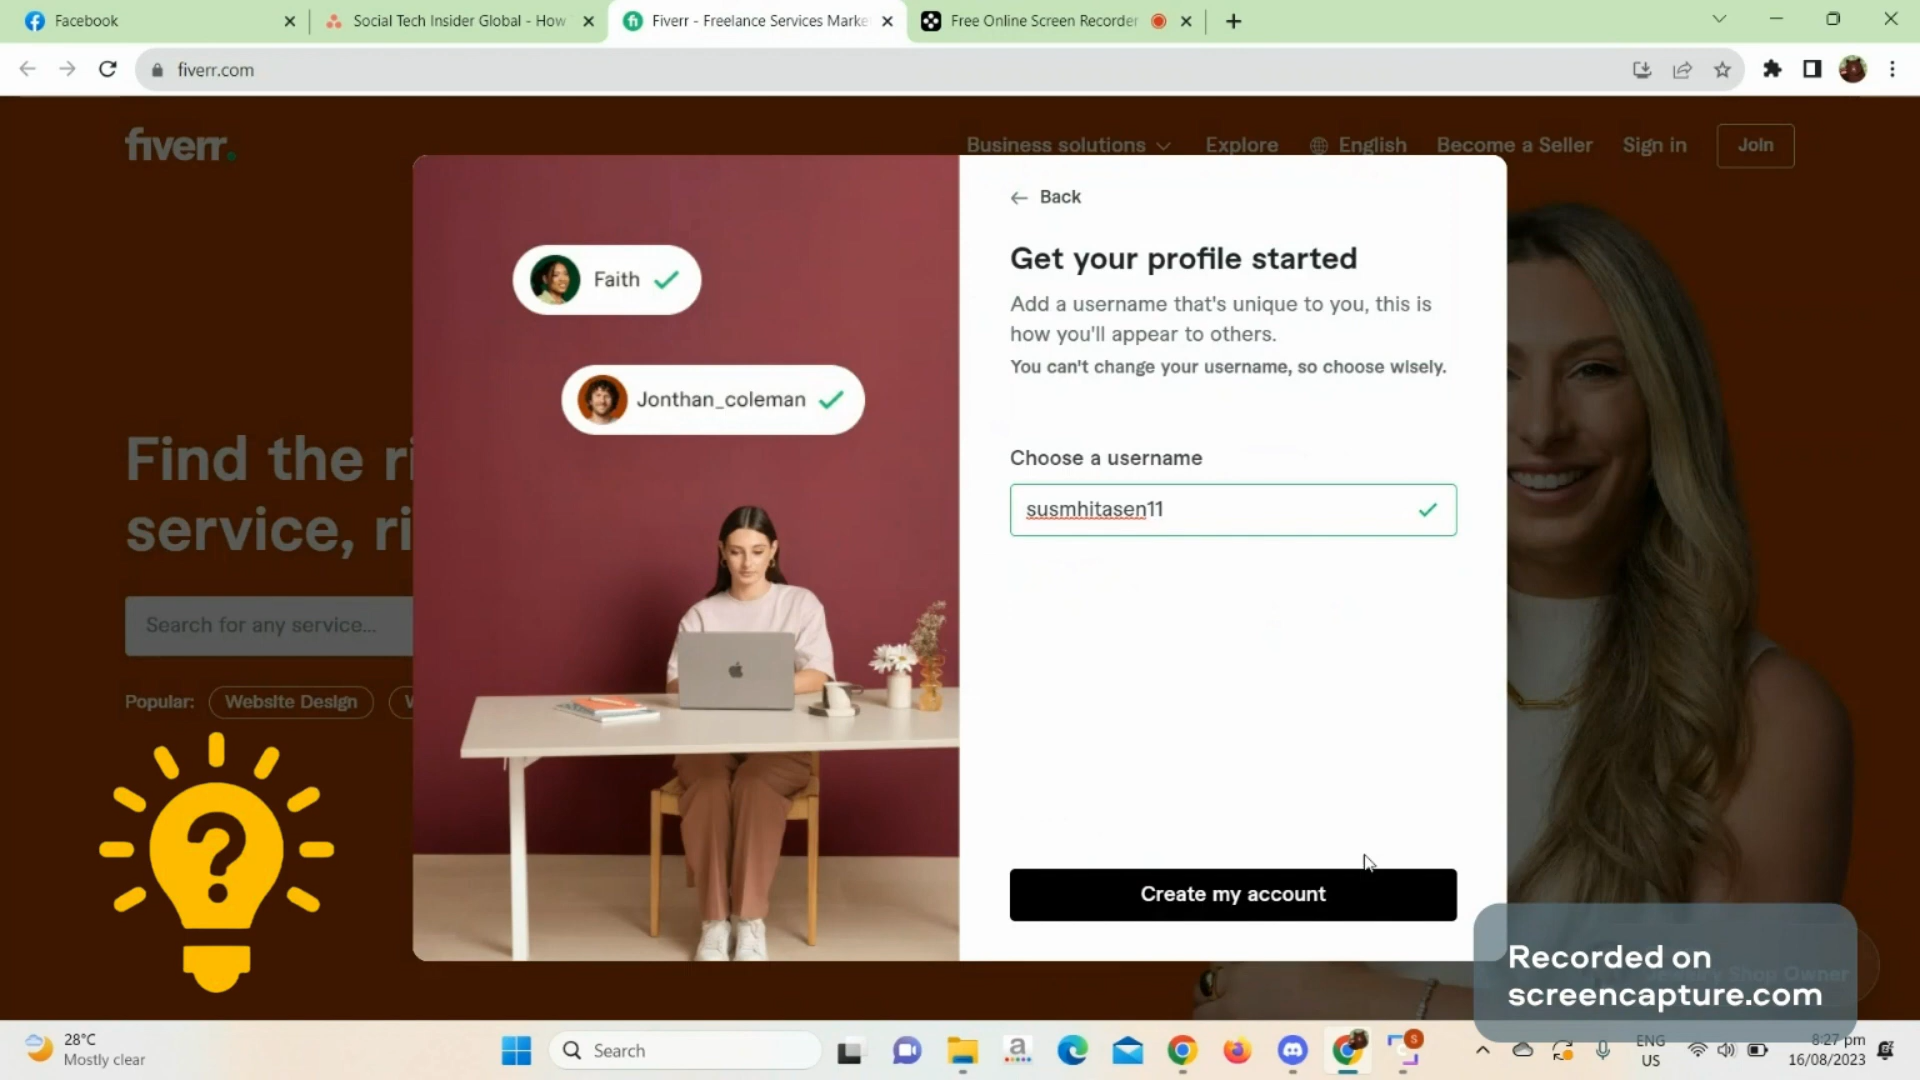 Facebook
Social Tech Insider Global - How
Fiverr - Freelance Services Marke
Free Online Screen Recorder
fiverr.com
fiverr.
Business solutions
Explore
English
Become a Seller
Sign in
Join
Back
Get your profile started
Add a username that's unique to you, this is
how you'll appear to others.
You can't change your username, so choose wisely.
Faith
Jonthan_coleman
Choose a username
susmhitasen11
Find the ri
service, ri
Search for any service...
Popular:
Website Design
W
?
Create my account
Shop Owner
Recorded on
screencapture.com
28°C
Mostly clear
Search
a
S
ENG
US
8:27 pm
16/08/2023